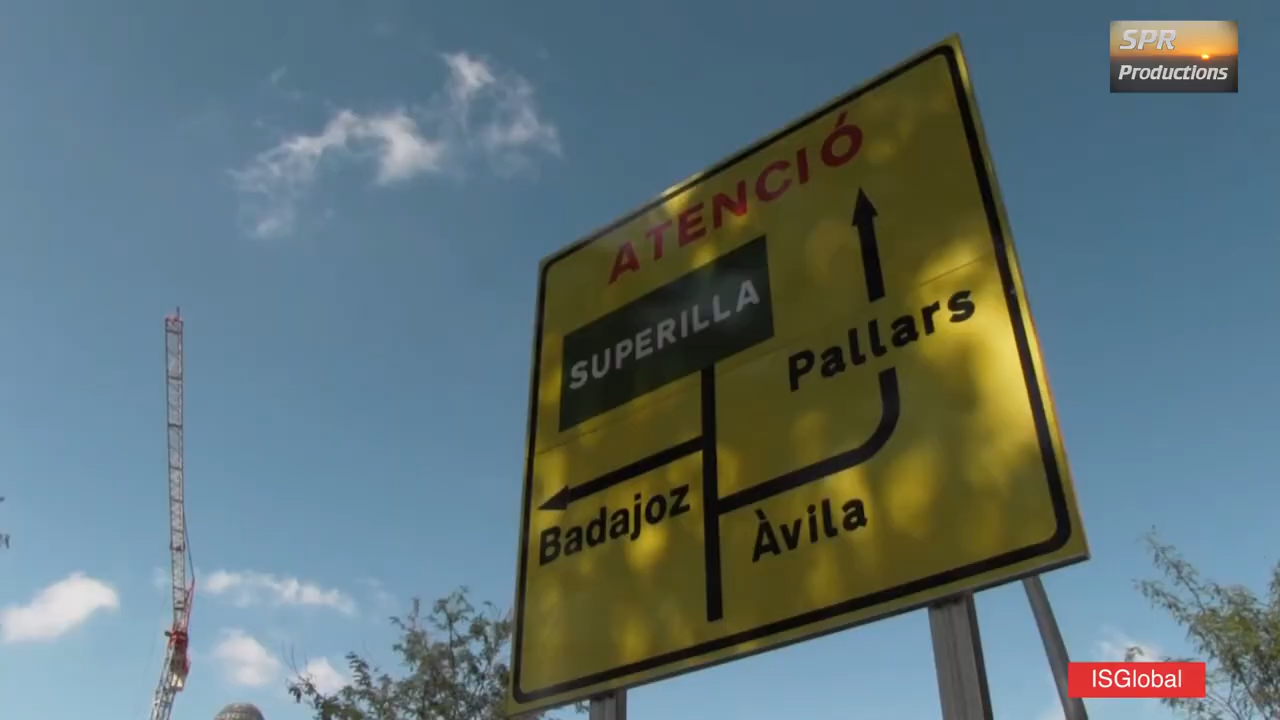 SPR
Productions
ATENCIÓ
SUPERILLA
Pallars
Badajoz
Àvila
ISGlobal